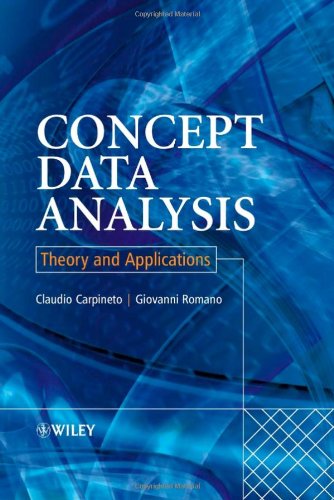 CONCEPT
DATA
ANALYSIS
Theory and Applications
Claudio Carpineto | Giovanni Romano
WILEY